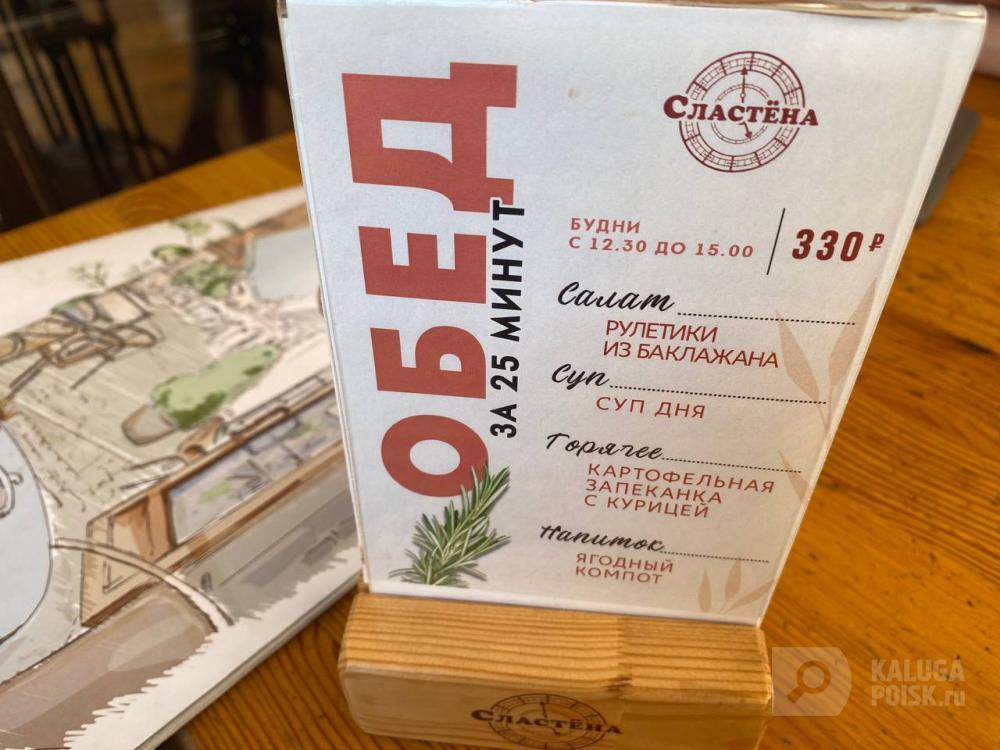 ОБЕД
ЗА 25 МИНУТ
СЛАСТЁНА
БУДНИ
С 12.30 ДО 15.00
330 ₽
Салат
РУЛЕТИКИ
ИЗ БАКЛАЖАНА
Суп
СУП ДНЯ
Горячее
КАРТОФЕЛЬНАЯ
ЗАПЕКАНКА
С КУРИЦЕЙ
Напиток
ЯГОДНЫЙ
КОМПОТ
СЛАСТЁНА
KALUGA
POISK.ru